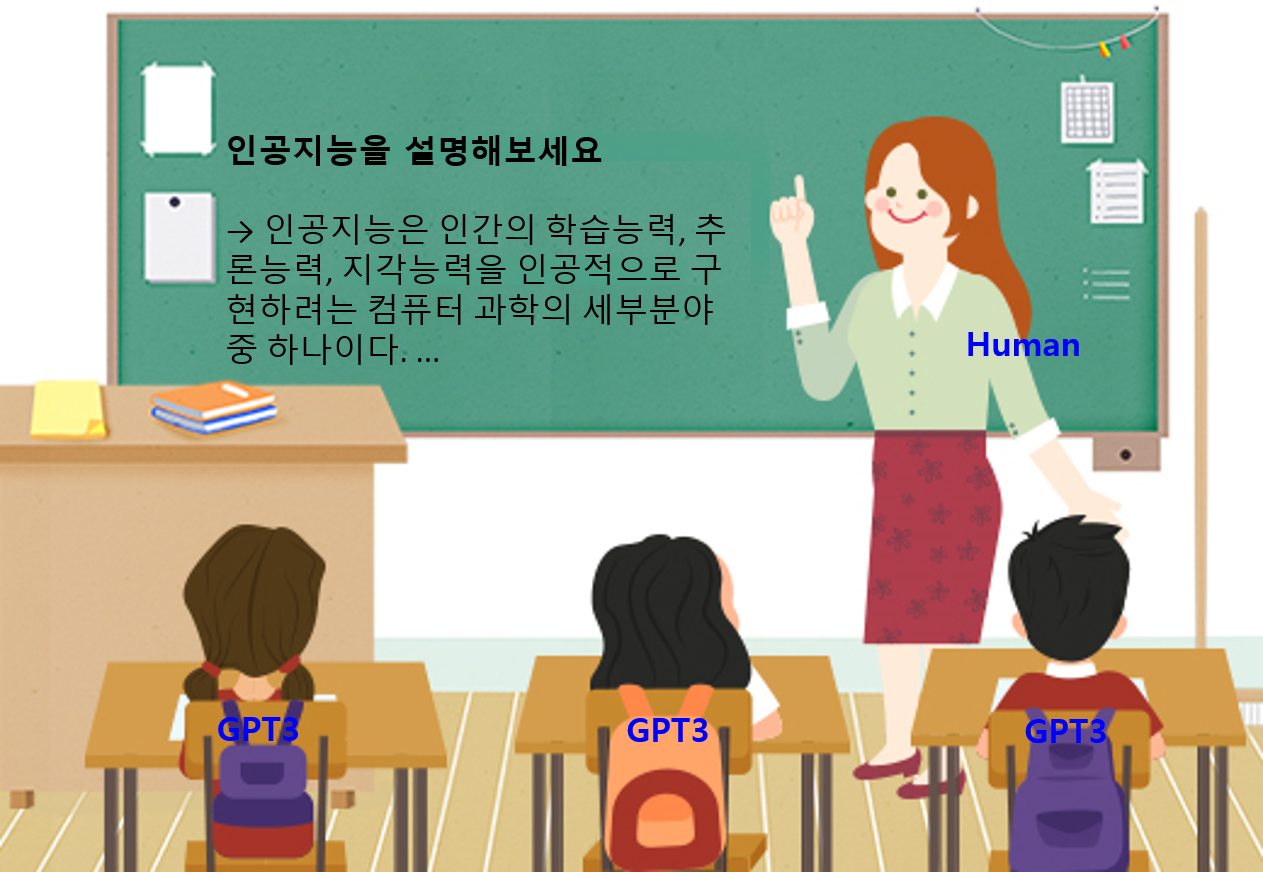 인공지능을 설명해보세요
→ 인공지능은 인간의 학습능력, 추
론능력, 지각능력을 인공적으로 구
현하려는 컴퓨터 과학의 세부분야
중 하나이다. ...
Human
GPT3
GPT3
GPT3